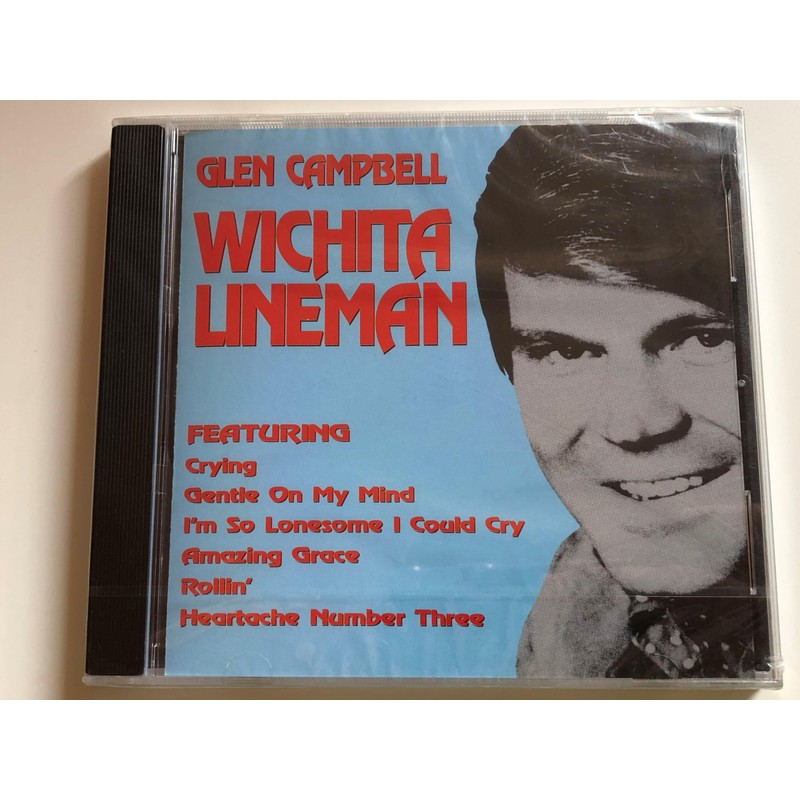 GLEN CAMPBELL
WICHITA
LINEMAN
FEATURING
Crying
Gentle On My Mind
I'm So Lonesome I Could Cry
Amazing Grace
Rollin'
Heartache Number Three